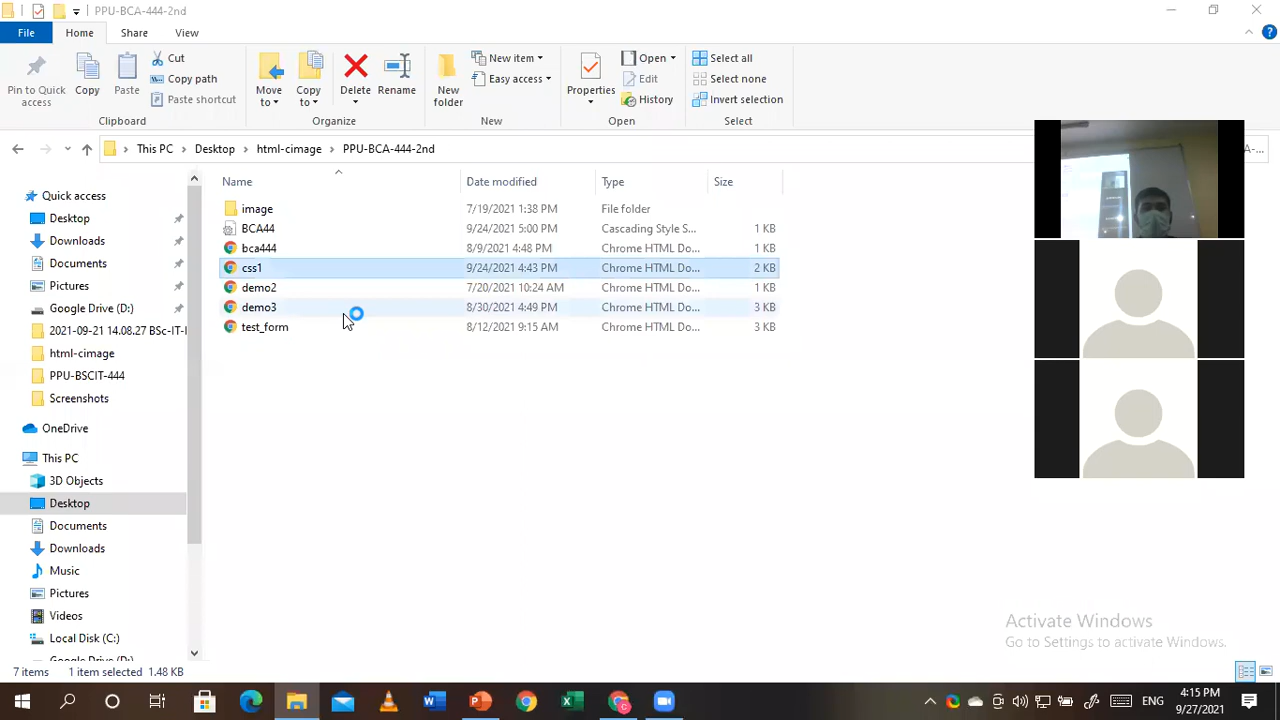 PPU-BCA-444-2nd
File Home Share View
Pin to Quick access
Copy
Paste
Cut
Copy path
Paste shortcut
Move to
Copy to
Delete
Rename
New folder
New item
Easy access
Properties
Open
Edit
History
Select all
Select none
Invert selection
Clipboard Organize New Open Select
This PC Desktop html-cimage PPU-BCA-444-2nd A-...
Name Date modified Type Size
image 7/19/2021 1:38 PM File folder
BCA44 9/24/2021 5:00 PM Cascading Style S... 1 KB
bca444 8/9/2021 4:48 PM Chrome HTML Do... 1 KB
css1 9/24/2021 4:43 PM Chrome HTML Do... 2 KB
demo2 7/20/2021 10:24 AM Chrome HTML Do... 1 KB
demo3 8/30/2021 4:49 PM Chrome HTML Do... 3 KB
test_form 8/12/2021 9:15 AM Chrome HTML Do... 3 KB
Quick access
Desktop
Downloads
Documents
Pictures
Google Drive (D:)
2021-09-21 14.08.27 BSc-IT-I
html-cimage
PPU-BSCIT-444
Screenshots
OneDrive
This PC
3D Objects
Desktop
Documents
Downloads
Music
Pictures
Videos
Local Disk (C:)
Google Drive (D:)
Activate Windows
Go to Settings to activate Windows.
7 items 1 item selected 1.48 KB
ENG
4:15 PM
9/27/2021